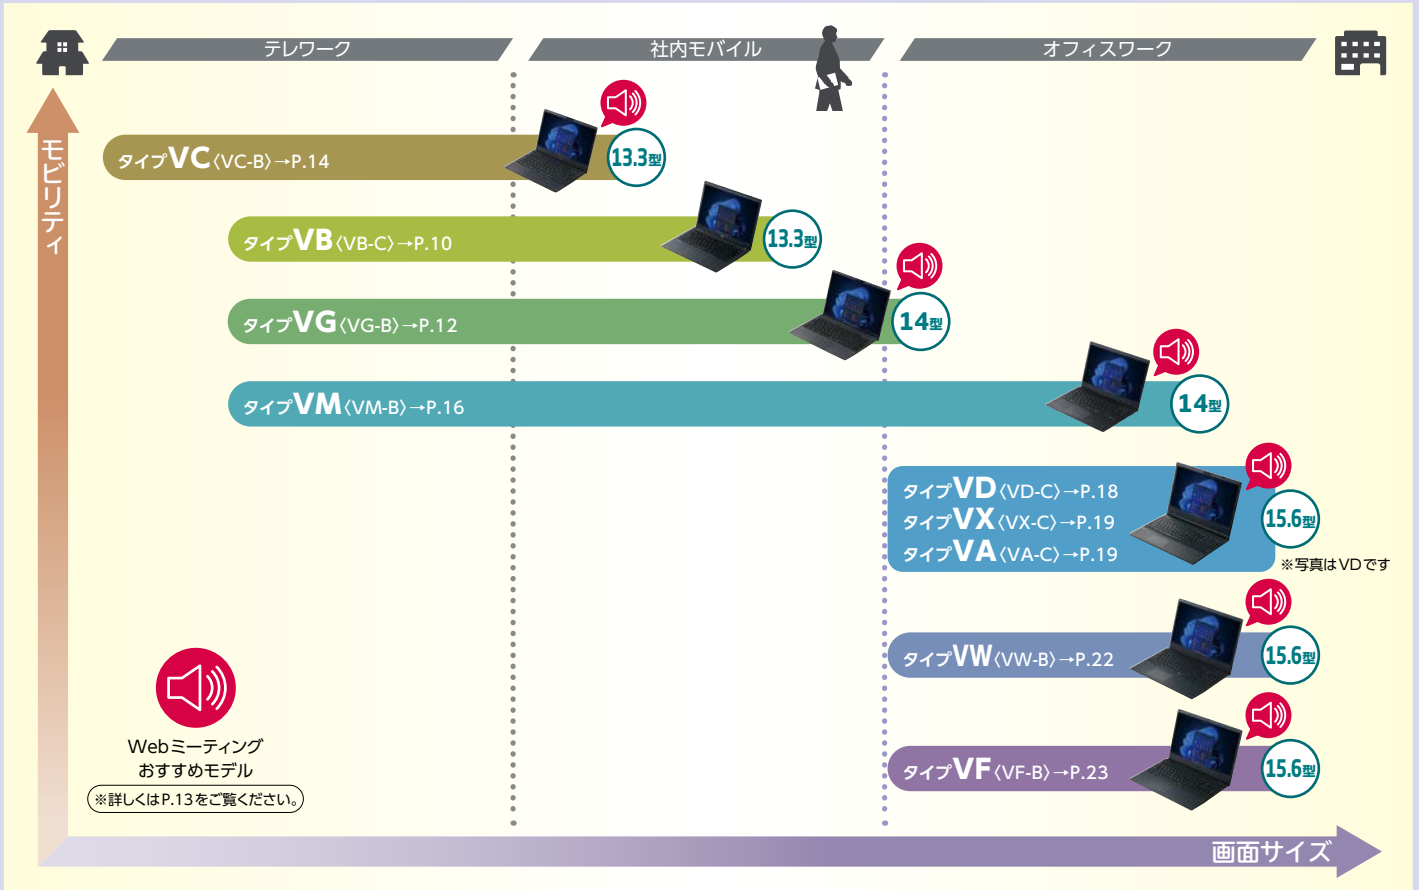 テレワーク
社内モバイル
オフィスワーク
モビリティ
タイプVC〈VC-B〉→P.14
13.3型
タイプVB〈VB-C〉→P.10
13.3型
タイプVG〈VG-B〉→P.12
14型
タイプVM〈VM-B〉→P.16
14型
タイプVD〈VD-C〉→P.18
タイプVX〈VX-C〉→P.19
タイプVA〈VA-C〉→P.19
15.6型
※写真はVDです
タイプVW〈VW-B〉→P.22
15.6型
タイプVF〈VF-B〉→P.23
15.6型
Webミーティング
おすすめモデル
※詳しくはP.13をご覧ください。
画面サイズ